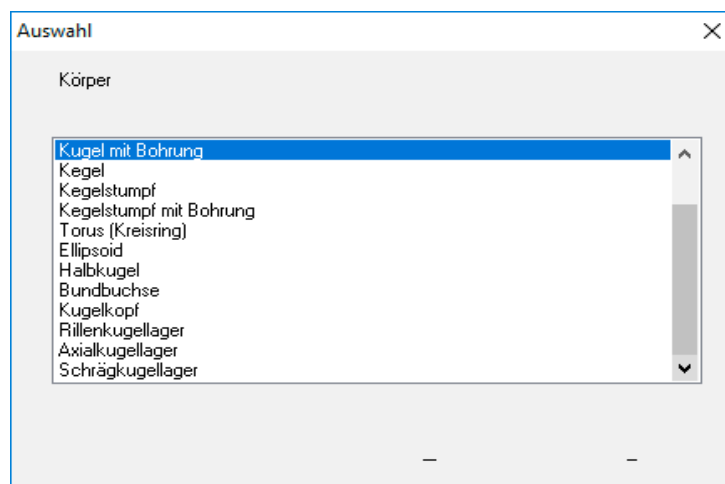 Auswahl
Körper
Kugel mit Bohrung
Kegel
Kegelstumpf
Kegelstumpf mit Bohrung
Torus (Kreisring)
Ellipsoid
Halbkugel
Bundbuchse
Kugelkopf
Rillenkugellager
Axialkugellager
Schrägkugellager